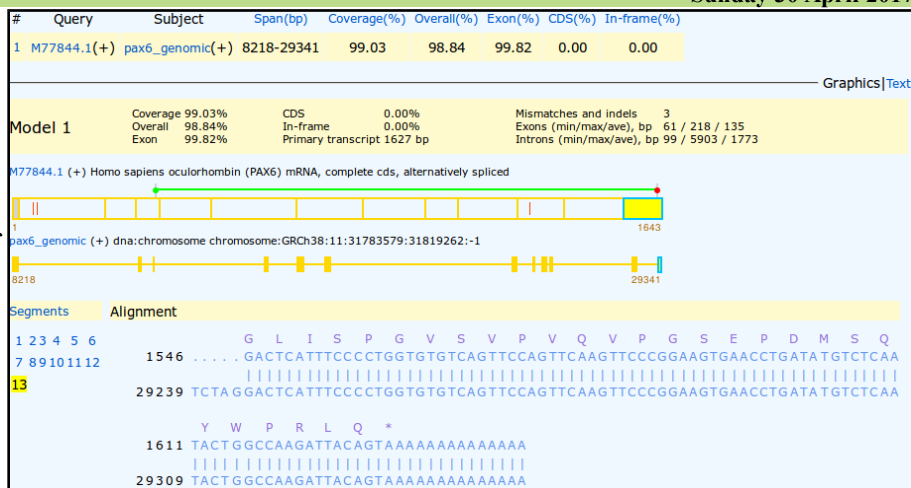 Sunday 30 April 2017
# Query Subject Span(bp) Coverage(%) Overall(%) Exon(%) CDS(%) In-frame(%)
1 M77844.1(+) pax6_genomic(+) 8218-29341 99.03 98.84 99.82 0.00 0.00
Graphics|Text
Model 1
Coverage 99.03% CDS 0.00% Mismatches and indels 3
Overall 98.84% In-frame 0.00% Exons (min/max/ave), bp 61 / 218 / 135
Exon 99.82% Primary transcript 1627 bp Introns (min/max/ave), bp 99 / 5903 / 1773
M77844.1 (+) Homo sapiens oculorhombin (PAX6) mRNA, complete cds, alternatively spliced
1 1643
pax6_genomic (+) dna:chromosome chromosome:GRCh38:11:31783579:31819262:-1
8218 29341
Segments Alignment
1 2 3 4 5 6
7 8 9 10 11 12
13
G L I S P G V S V P V Q V P G S E P D M S Q
1546 .....GACTCATTTCCCCTGGTGTGTCAGTTCCAGTTCAAGTTCCCGGAAGTGAACCTGATATGTCTCAA
29239 TCTAGGACTCATTTCCCCTGGTGTGTCAGTTCCAGTTCAAGTTCCCGGAAGTGAACCTGATATGTCTCAA
Y W P R L Q *
1611 TACTGGCCAAGATTACAGTAAAAAAAAAAAAAAA
29309 TACTGGCCAAGATTACAGTAAAAAAAAAAAAAAA